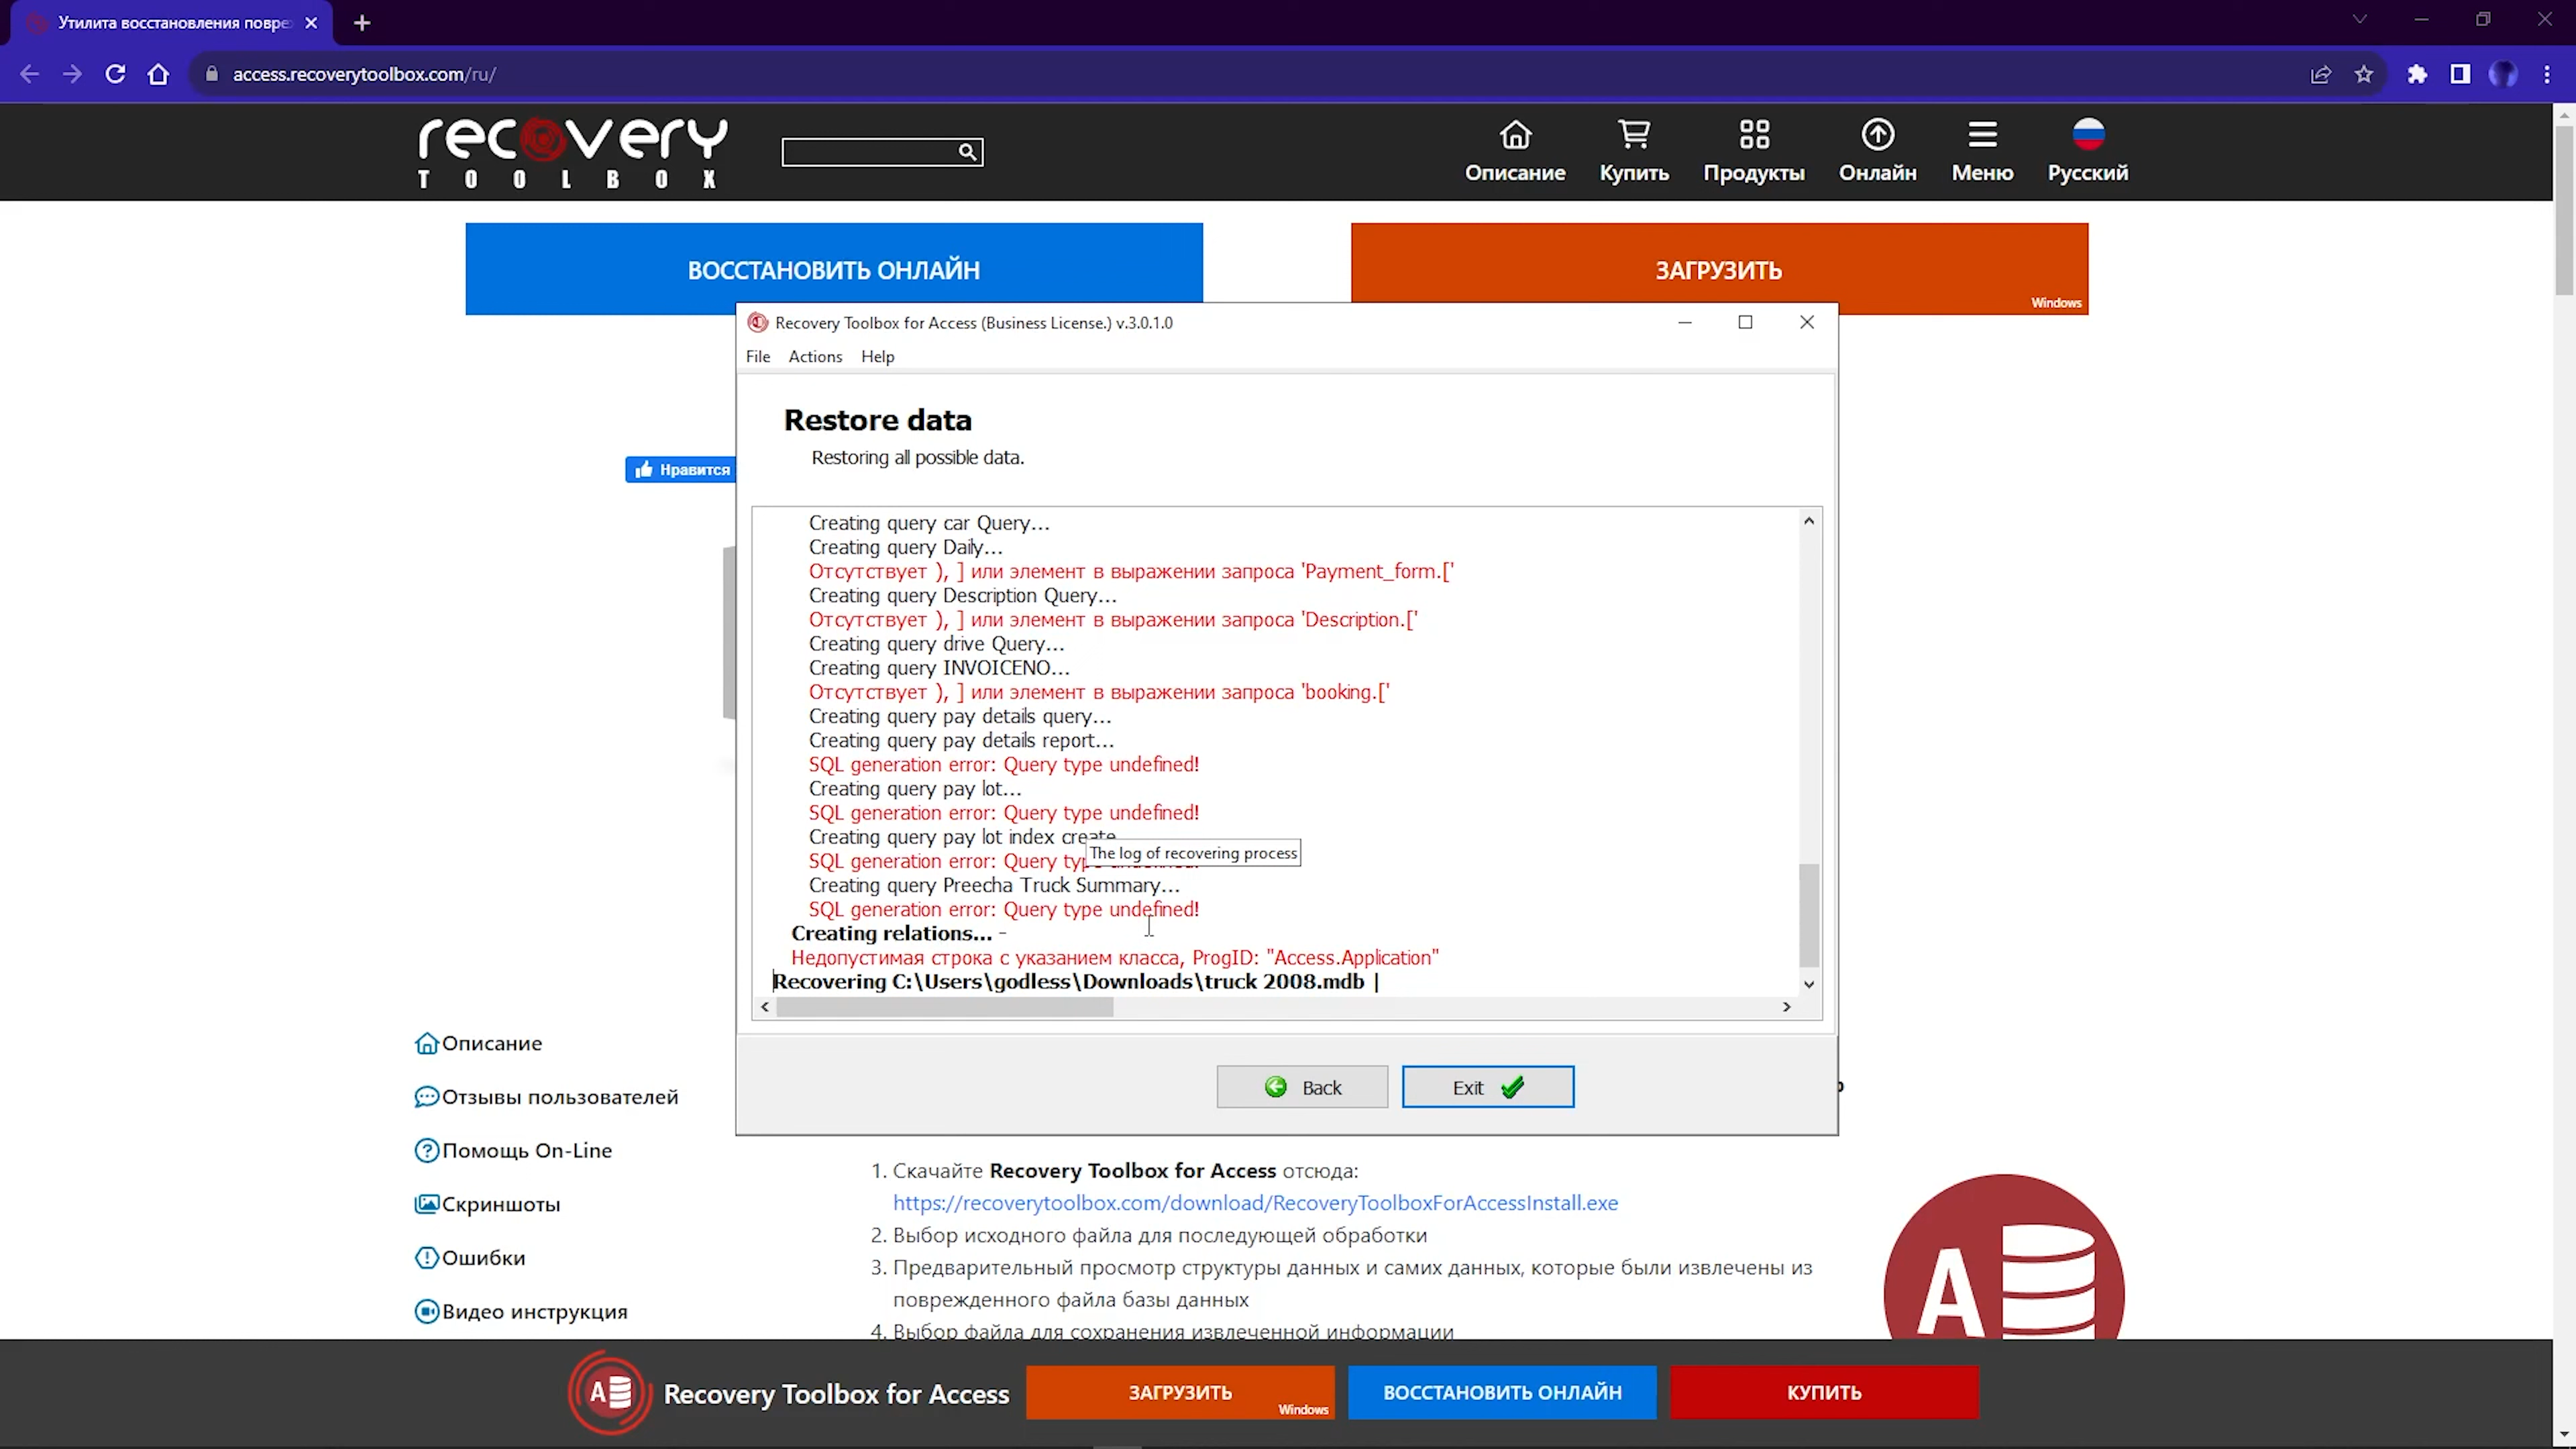 Утилита восстановления повре
access.recoverytoolbox.com/ru/
recovery
TOOLBOX
Описание
Купить
Продукты
Онлайн
Меню
Русский
ВОССТАНОВИТЬ ОНЛАЙН
ЗАГРУЗИТЬ
Windows
Recovery Toolbox for Access (Business License.) v.3.0.1.0
File Actions Help
Restore data
Restoring all possible data.
Нравится
Creating query car Query...
Creating query Daily...
Отсутствует ), ] или элемент в выражении запроса 'Payment_form.['
Creating query Description Query...
Отсутствует ), ] или элемент в выражении запроса 'Description.['
Creating query drive Query...
Creating query INVOICENO...
Отсутствует ), ] или элемент в выражении запроса 'booking.['
Creating query pay details query...
Creating query pay details report...
SQL generation error: Query type undefined!
Creating query pay lot...
SQL generation error: Query type undefined!
Creating query pay lot index create
The log of recovering process
SQL generation error: Query type undefined!
Creating query Preecha Truck Summary...
SQL generation error: Query type undefined!
Creating relations... -
Недопустимая строка с указанием класса, ProgID: "Access.Application"
Recovering C:\Users\godless\Downloads\truck 2008.mdb |
Back
Exit
Описание
Отзывы пользователей
Помощь On-Line
Скриншоты
Ошибки
Видео инструкция
1. Скачайте Recovery Toolbox for Access отсюда:
https://recoverytoolbox.com/download/RecoveryToolboxForAccessInstall.exe
2. Выбор исходного файла для последующей обработки
3. Предварительный просмотр структуры данных и самих данных, которые были извлечены из
поврежденного файла базы данных
4. Выбор файла для сохранения извлеченной информации
A
A
Recovery Toolbox for Access
ЗАГРУЗИТЬ
Windows
ВОССТАНОВИТЬ ОНЛАЙН
КУПИТЬ